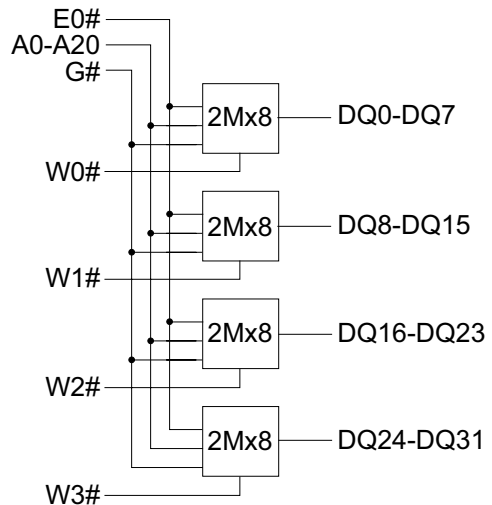 E0#
A0-A20
G#
2Mx8
DQ0-DQ7
W0#
2Mx8
DQ8-DQ15
W1#
2Mx8
DQ16-DQ23
W2#
2Mx8
DQ24-DQ31
W3#